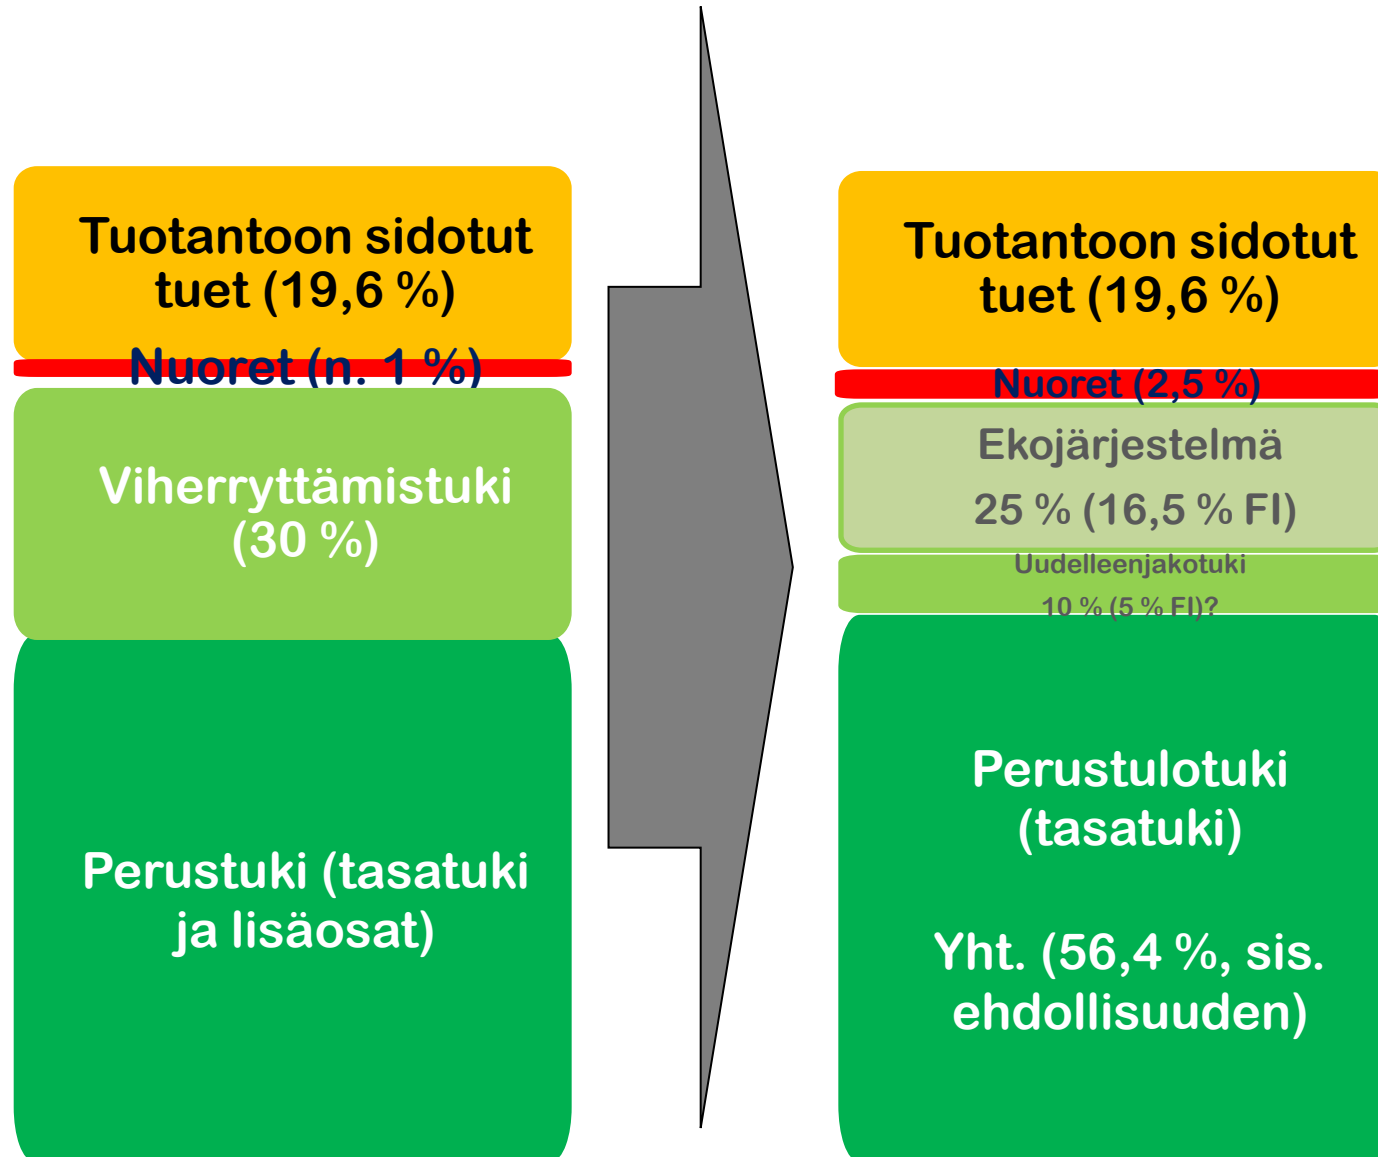 Tuotantoon sidotut
tuet (19,6 %)
Nuoret (n. 1 %)
Viherryttämistuki
(30 %)
Perustuki (tasatuki
ja lisäosat)
Tuotantoon sidotut
tuet (19,6 %)
Nuoret (2,5 %)
Ekojärjestelmä
25 % (16,5 % FI)
Uudelleenjakotuki
10 % (5 % FI)?
Perustulotuki
(tasatuki)
Yht. (56,4 %, sis.
ehdollisuuden)